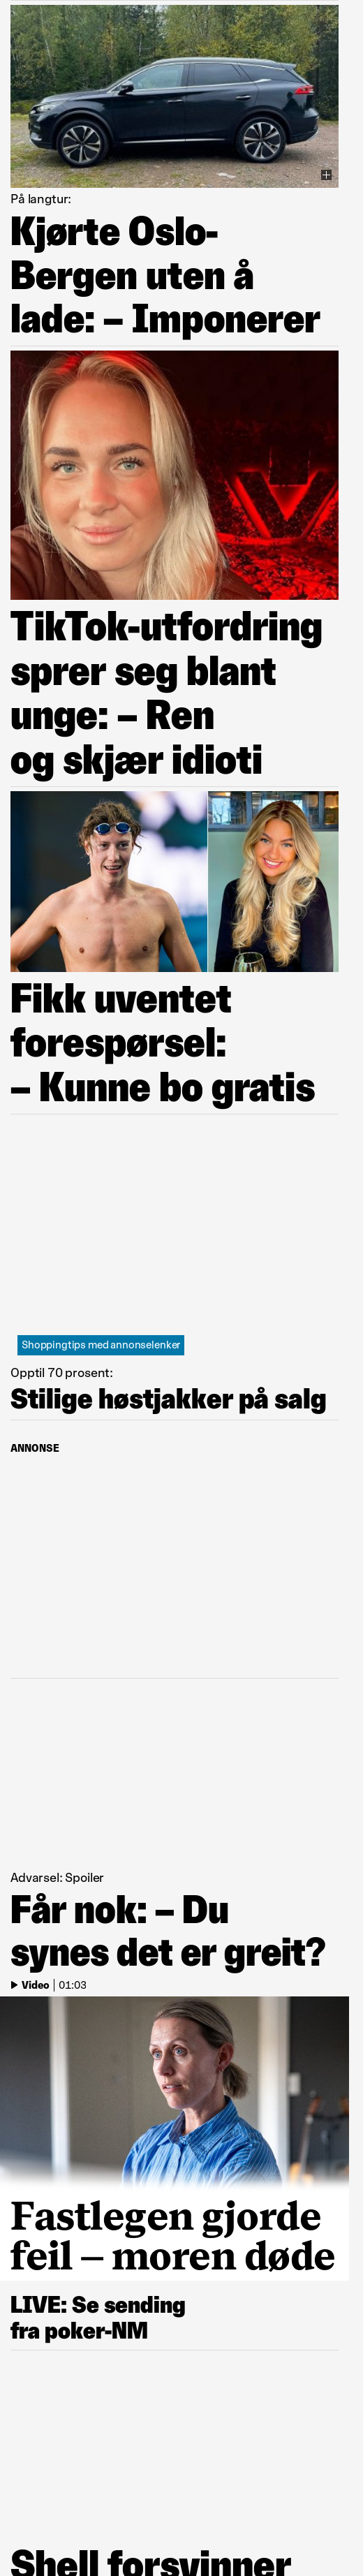 På langtur:
Kjørte Oslo-
Bergen uten å
lade: – Imponerer
TikTok-utfordring
sprer seg blant
unge: – Ren
og skjær idioti
Fikk uventet
forespørsel:
– Kunne bo gratis
Shoppingtips med annonselenker
Opptil 70 prosent:
Stilige høstjakker på salg
ANNONSE
Advarsel: Spoiler
Får nok: – Du
synes det er greit?
Video | 01:03
Fastlegen gjorde
feil – moren døde
LIVE: Se sending
fra poker-NM
Shell forsvinner